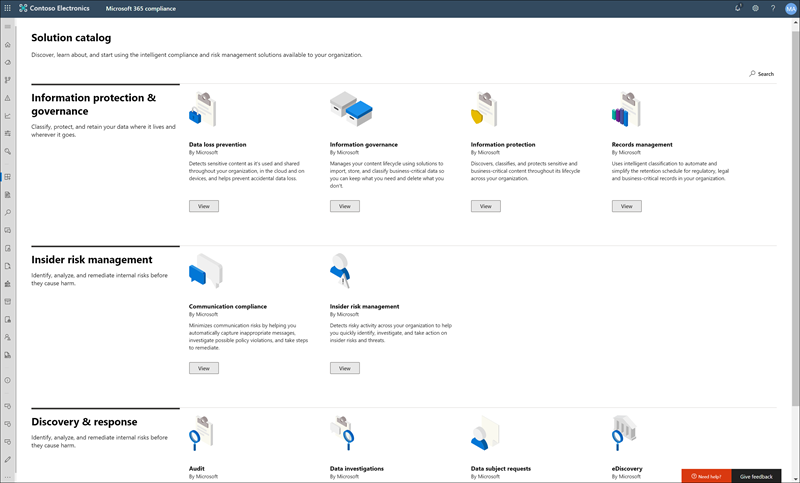 Contoso Electronics
Microsoft 365 compliance
?
MA
Solution catalog
Discover, learn about, and start using the intelligent compliance and risk management solutions available to your organization.
Search
Information protection &
governance
Classify, protect, and retain your data where it lives and
wherever it goes.
Data loss prevention
By Microsoft
Detects sensitive content as it's used and shared
throughout your organization, in the cloud and on
devices, and helps prevent accidental data loss.
View
Information governance
By Microsoft
Manages your content lifecycle using solutions to
import, store, and classify business-critical data so
you can keep what you need and delete what you
don't.
View
Information protection
By Microsoft
Discovers, classifies, and protects sensitive and
business-critical content throughout its lifecycle
across your organization.
View
Records management
By Microsoft
Uses intelligent classification to automate and
simplify the retention schedule for regulatory, legal
and business-critical records in your organization.
View
Insider risk management
Identify, analyze, and remediate internal risks before
they cause harm.
Communication compliance
By Microsoft
Minimizes communication risks by helping you
automatically capture inappropriate messages,
investigate possible policy violations, and take steps
to remediate.
View
Insider risk management
By Microsoft
Detects risky activity across your organization to help
you quickly identify, investigate, and take action on
insider risks and threats.
View
Discovery & response
Identify, analyze, and remediate internal risks before
they cause harm.
Audit
By Microsoft
Data investigations
By Microsoft
Data subject requests
By Microsoft
eDiscovery
By Microsoft
Need help?
Give feedback